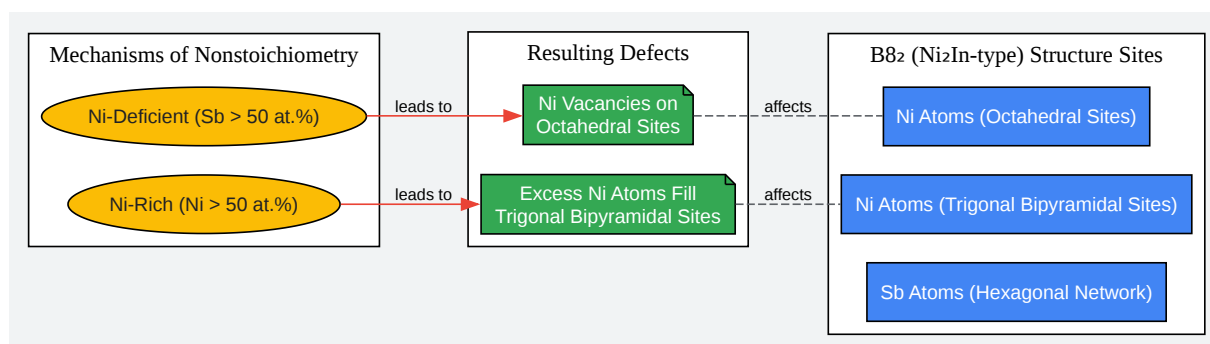 Mechanisms of Nonstoichiometry
Ni-Deficient (Sb > 50 at.%)
Ni-Rich (Ni > 50 at.%)
leads to
leads to
Resulting Defects
Ni Vacancies on
Octahedral Sites
Excess Ni Atoms Fill
Trigonal Bipyramidal Sites
affects
affects
B8₂ (Ni₂In-type) Structure Sites
Ni Atoms (Octahedral Sites)
Ni Atoms (Trigonal Bipyramidal Sites)
Sb Atoms (Hexagonal Network)